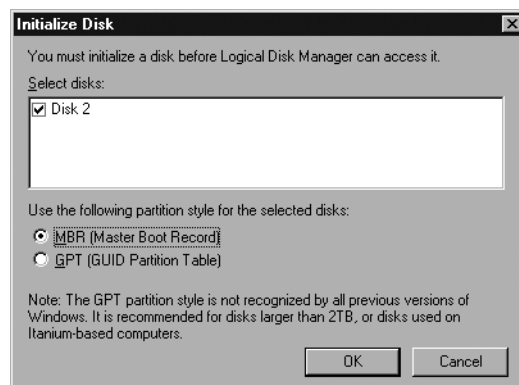 Initialize Disk
You must initialize a disk before Logical Disk Manager can access it.
Select disks:
Disk 2
Use the following partition style for the selected disks:
MBR (Master Boot Record)
GPT (GUID Partition Table)
Note: The GPT partition style is not recognized by all previous versions of
Windows. It is recommended for disks larger than 2TB, or disks used on
Itanium-based computers.
OK Cancel